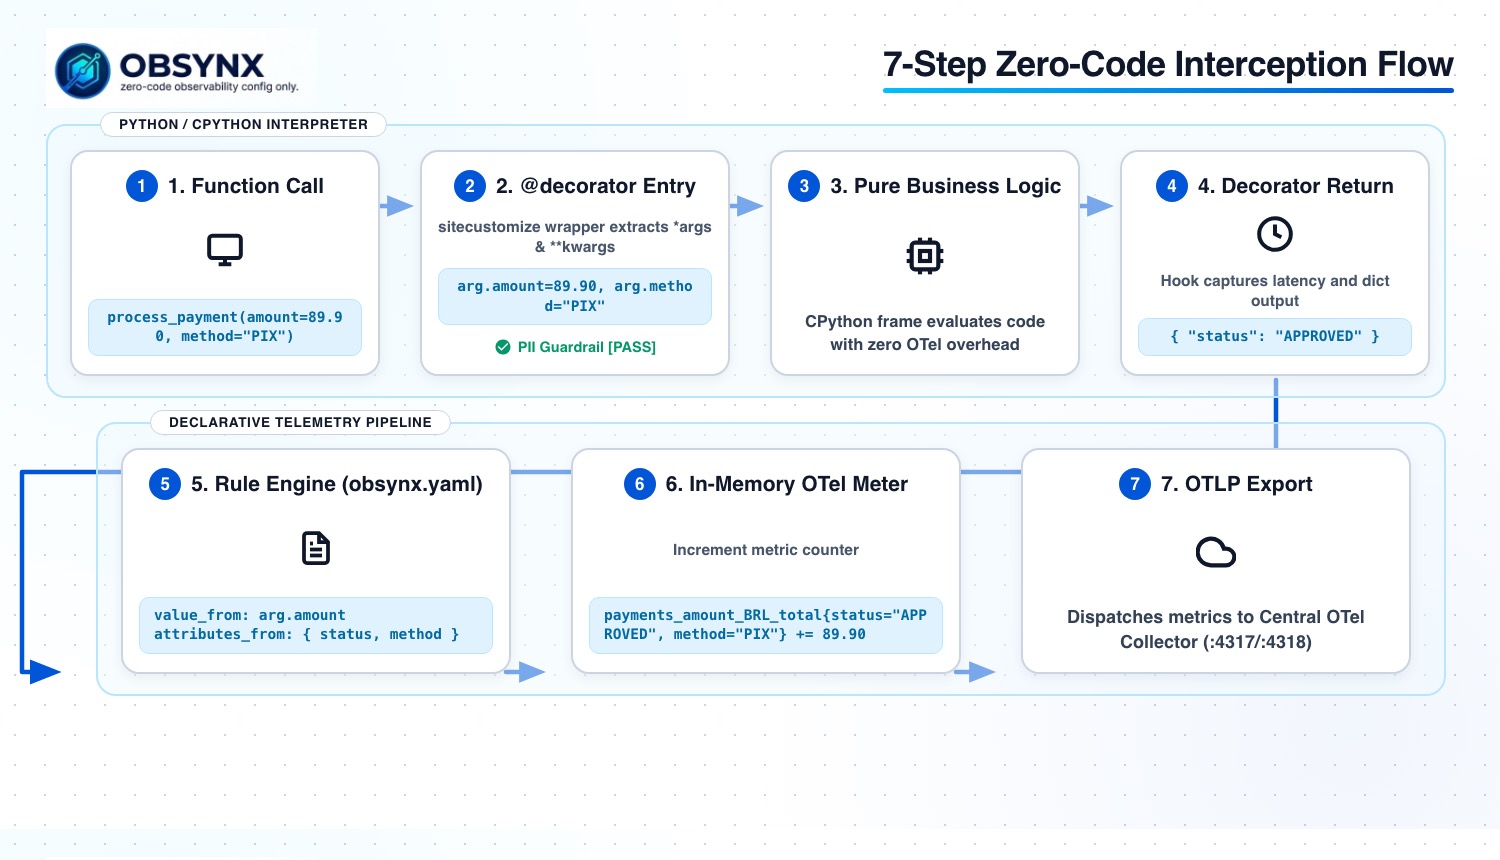 OBSYNX
zero-code observability config only.
7-Step Zero-Code Interception Flow
PYTHON / CPYTHON INTERPRETER
1 1. Function Call
process_payment(amount=89.9
0, method="PIX")
2 2. @decorator Entry
sitecustomize wrapper extracts *args
& **kwargs
arg.amount=89.90, arg.metho
d="PIX"
PII Guardrail [PASS]
3 3. Pure Business Logic
CPython frame evaluates code
with zero OTel overhead
4 4. Decorator Return
Hook captures latency and dict
output
{ "status": "APPROVED" }
DECLARATIVE TELEMETRY PIPELINE
5 5. Rule Engine (obsynx.yaml)
value_from: arg.amount
attributes_from: { status, method }
6 6. In-Memory OTel Meter
Increment metric counter
payments_amount_BRL_total{status="APP
ROVED", method="PIX"} += 89.90
7 7. OTLP Export
Dispatches metrics to Central OTel
Collector (:4317/:4318)